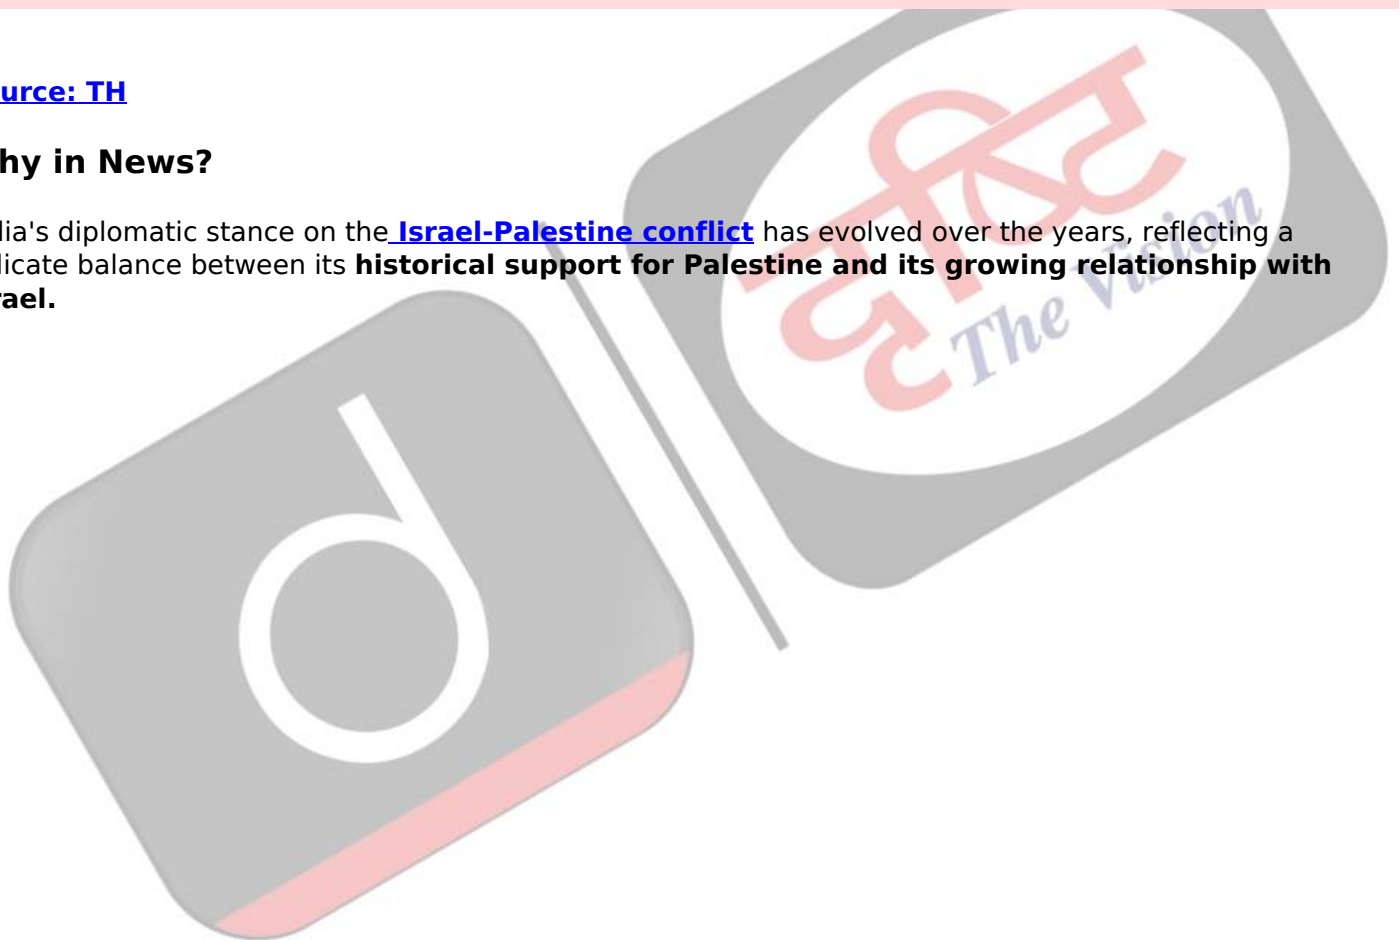 urce: TH
hy in News?
dia's diplomatic stance on the Israel-Palestine conflict has evolved over the years, reflecting a
licate balance between its historical support for Palestine and its growing relationship with
rael.
दृष्टि
The Vision
d